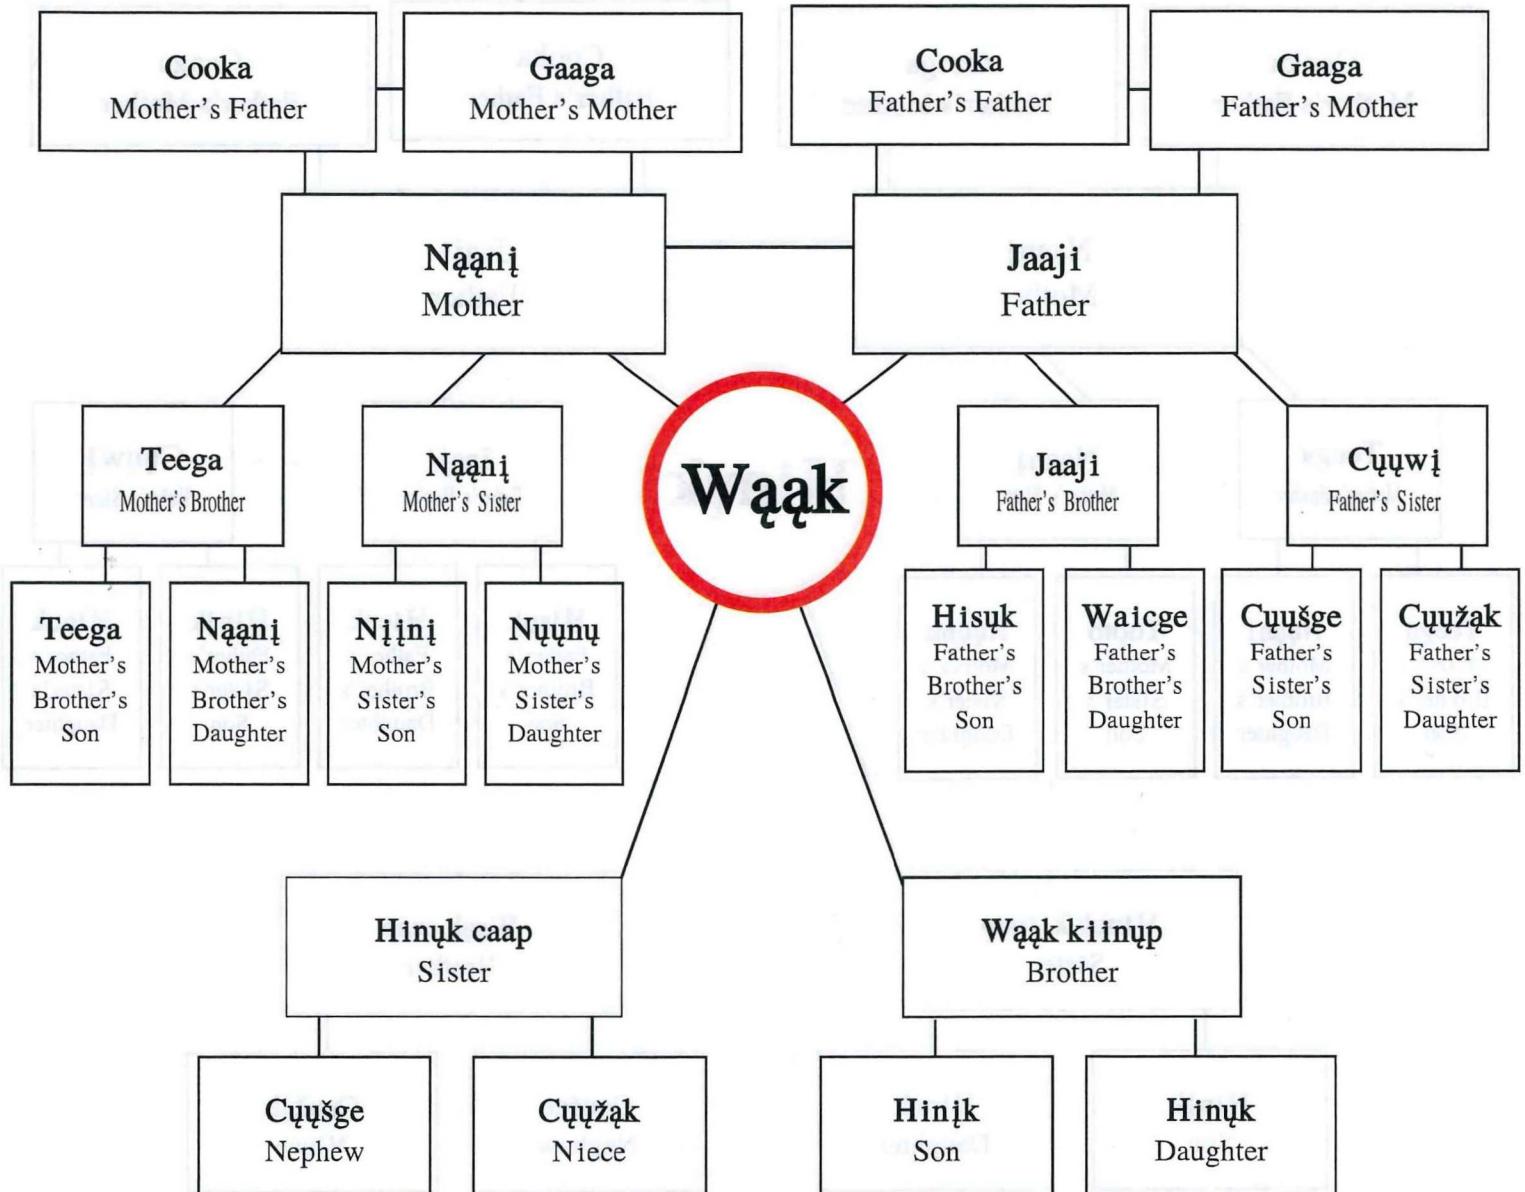 Cooka
Mother's Father
Gaaga
Mother's Mother
Cooka
Father's Father
Gaaga
Father's Mother
Nąąnį
Mother
Jaaji
Father
Teega
Mother's Brother
Nąąnį
Mother's Sister
Wąąk
Jaaji
Father's Brother
Cųųwį
Father's Sister
Teega
Mother's
Brother's
Son
Nąąnį
Mother's
Brother's
Daughter
Nįįnį
Mother's
Sister's
Son
Nųųnų
Mother's
Sister's
Daughter
Hisųk
Father's
Brother's
Son
Waicge
Father's
Brother's
Daughter
Cųųšge
Father's
Sister's
Son
Cųųžąk
Father's
Sister's
Daughter
Hinųk caap
Sister
Wąąk kiinųp
Brother
Cųųšge
Nephew
Cųųžąk
Niece
Hinįk
Son
Hinųk
Daughter